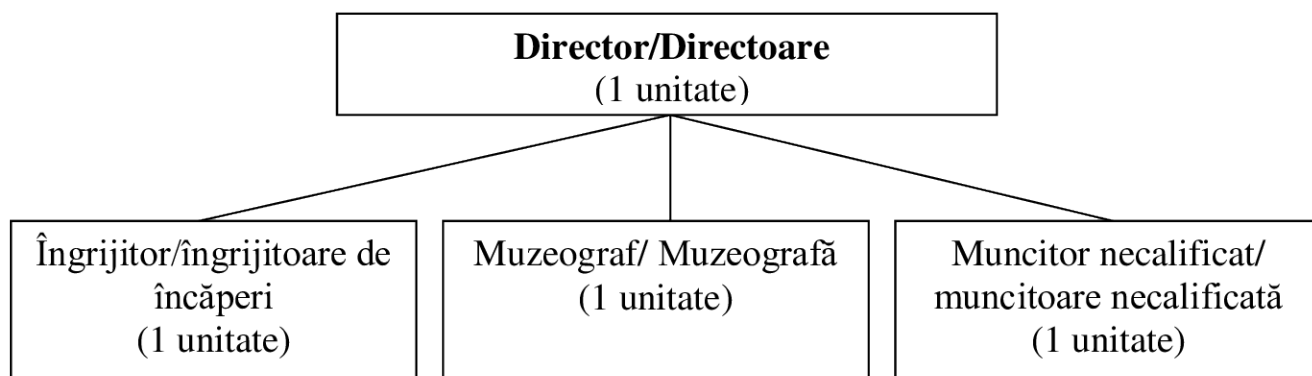 Director/Directoare
(1 unitate)
Îngrijitor/îngrijitoare de
încăperi
(1 unitate)
Muzeograf/ Muzeografă
(1 unitate)
Muncitor necalificat/
muncitoare necalificată
(1 unitate)